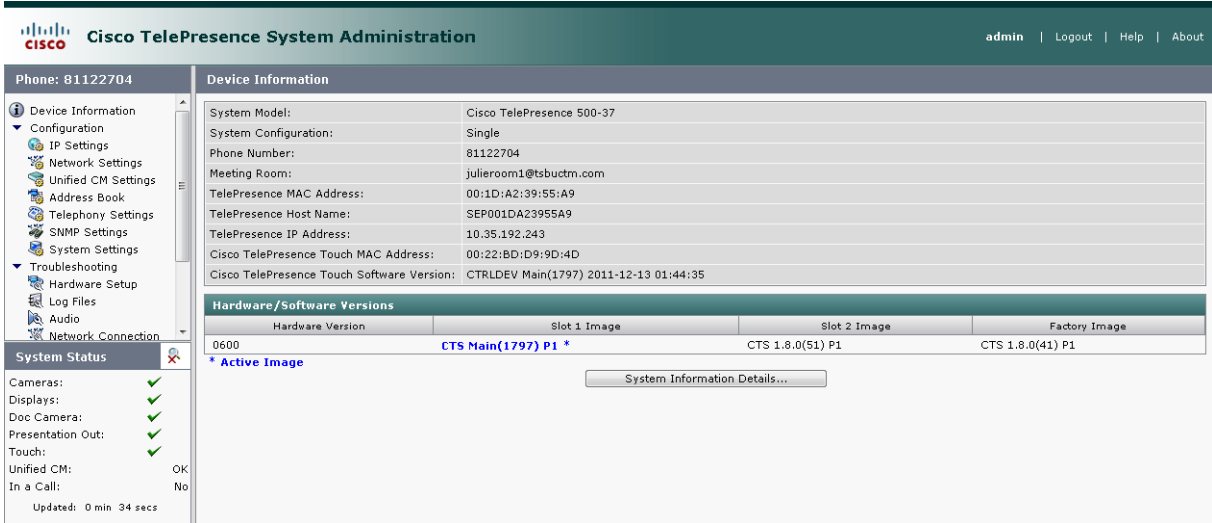 CISCO
Cisco TelePresence System Administration
admin | Logout | Help | About
Phone: 81122704
Device Information
Configuration
IP Settings
Network Settings
Unified CM Settings
Address Book
Telephony Settings
SNMP Settings
System Settings
Troubleshooting
Hardware Setup
Log Files
Audio
Network Connection
System Status
Cameras:
Displays:
Doc Camera:
Presentation Out:
Touch:
Unified CM: OK
In a Call: No
Updated: 0 min 34 secs
Device Information
System Model: Cisco TelePresence 500-37
System Configuration: Single
Phone Number: 81122704
Meeting Room: julieroom1@tsbuctm.com
TelePresence MAC Address: 00:1D:A2:39:55:A9
TelePresence Host Name: SEP001DA23955A9
TelePresence IP Address: 10.35.192.243
Cisco TelePresence Touch MAC Address: 00:22:BD:D9:9D:4D
Cisco TelePresence Touch Software Version: CTRLDEV Main(1797) 2011-12-13 01:44:35
Hardware/Software Versions
Hardware Version Slot 1 Image Slot 2 Image Factory Image
0600 CTS Main(1797) P1 * CTS 1.8.0(51) P1 CTS 1.8.0(41) P1
* Active Image
System Information Details...